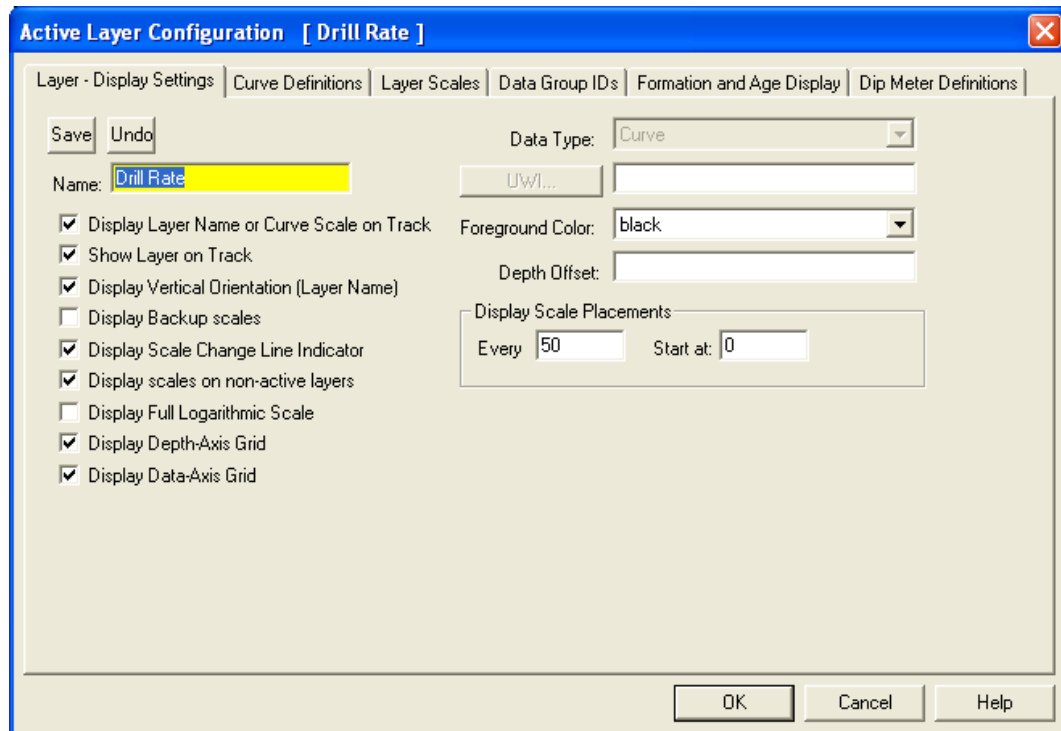 Active Layer Configuration [ Drill Rate ]
Layer - Display Settings Curve Definitions Layer Scales Data Group IDs Formation and Age Display Dip Meter Definitions
Save Undo
Name: Drill Rate
Display Layer Name or Curve Scale on Track
Show Layer on Track
Display Vertical Orientation (Layer Name)
Display Backup scales
Display Scale Change Line Indicator
Display scales on non-active layers
Display Full Logarithmic Scale
Display Depth-Axis Grid
Display Data-Axis Grid
Data Type: Curve
UWI...
Foreground Color: black
Depth Offset:
Display Scale Placements
Every 50 Start at: 0
OK Cancel Help